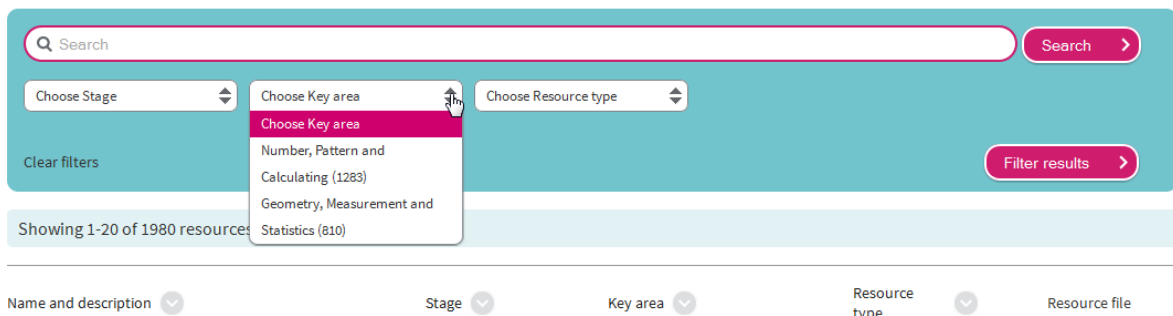 Search
Search
Choose Stage
Choose Key area
Choose Resource type
Choose Key area
Number, Pattern and
Calculating (1283)
Geometry, Measurement and
Statistics (810)
Clear filters
Filter results
Showing 1-20 of 1980 resources
Name and description
Stage
Key area
Resource
type
Resource file